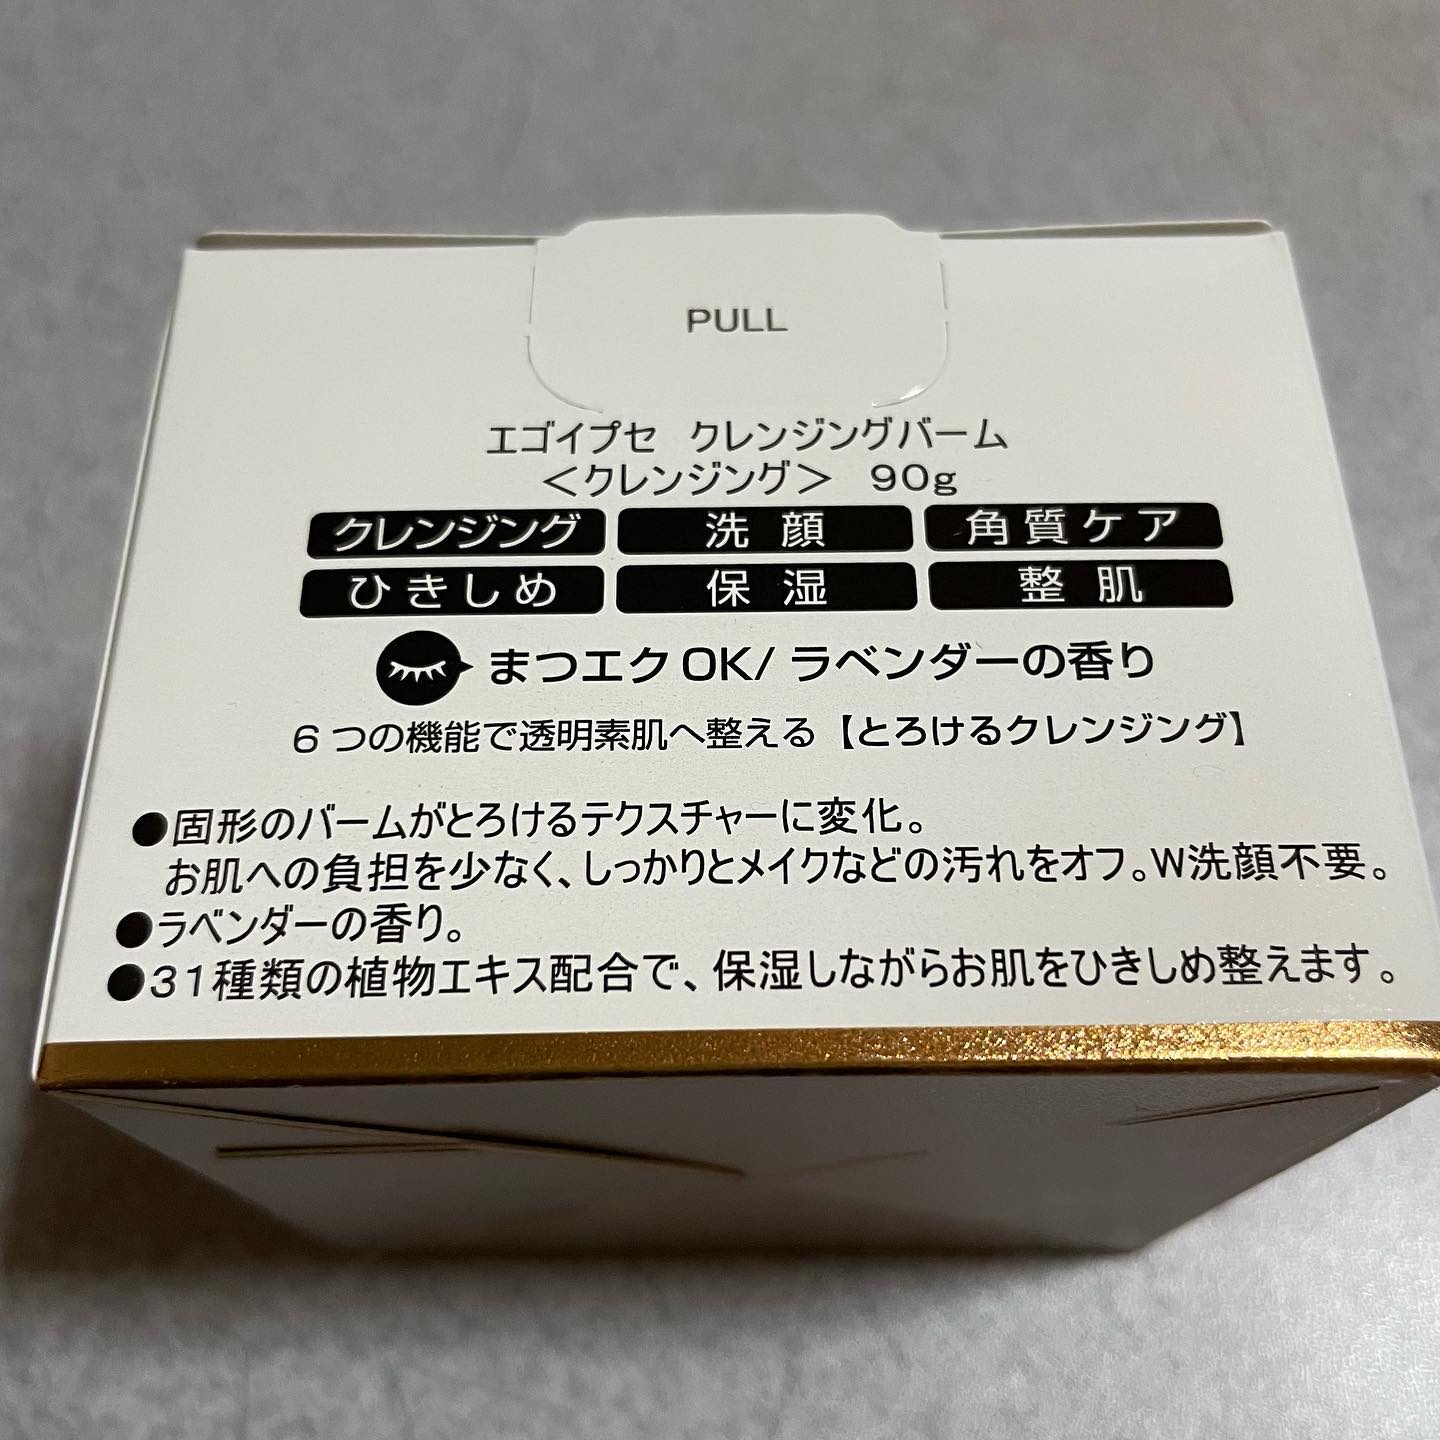 PULL
エゴイプセ クレンジングバーム
＜クレンジング＞ 90g
クレンジング 洗顔 角質ケア
ひきしめ 保湿 整肌
まつエクOK/ ラベンダーの香り
6つの機能で透明素肌へ整える【とろけるクレンジング】
●固形のバームがとろけるテクスチャーに変化。
お肌への負担を少なく、しっかりとメイクなどの汚れをオフ。W洗顔不要。
●ラベンダーの香り。
●31種類の植物エキス配合で、保湿しながらお肌をひきしめ整えます。